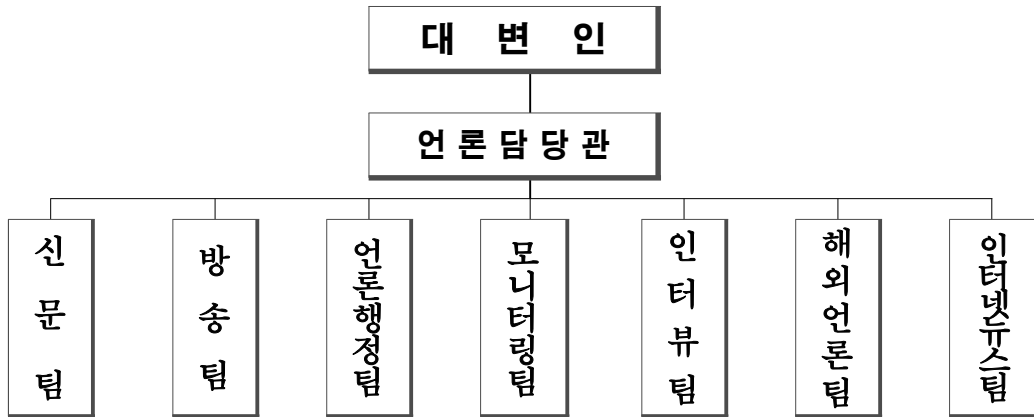 대 변 인
언론담당관
신문팀
방송팀
언론행정팀
모니터링팀
인터뷰팀
해외언론팀
인터넷뉴스팀